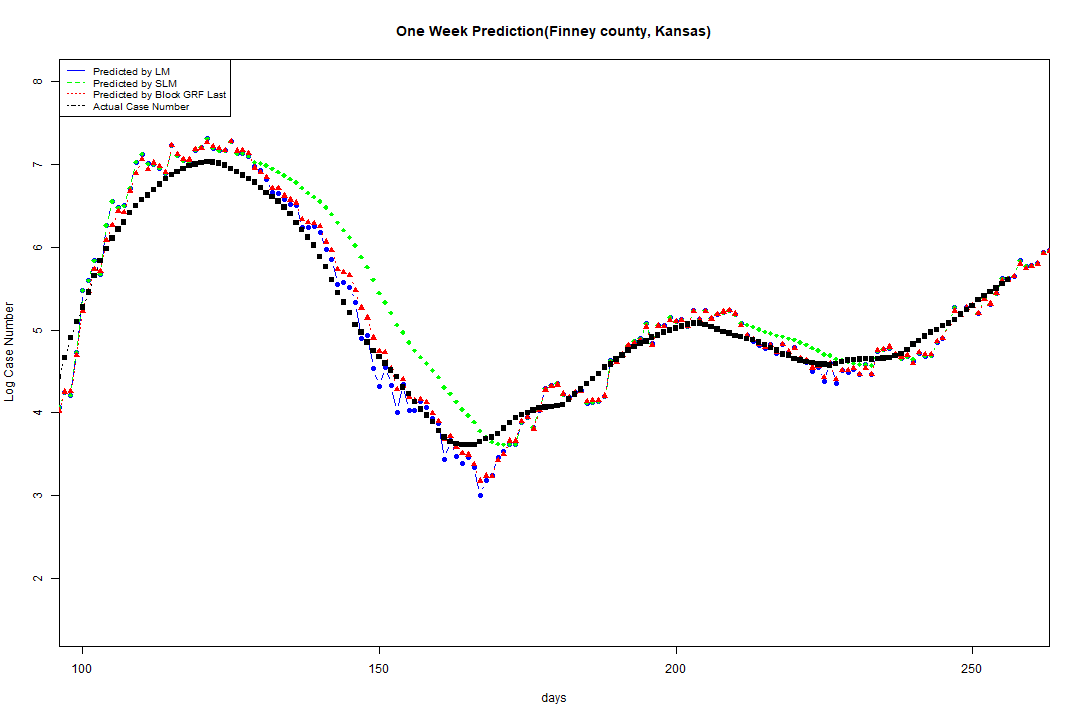 One Week Prediction(Finney county, Kansas)
Predicted by LM
Predicted by SLM
Predicted by Block GRF Last
Actual Case Number
8
7
6
5
4
3
2
Log Case Number
100 150 200 250
days